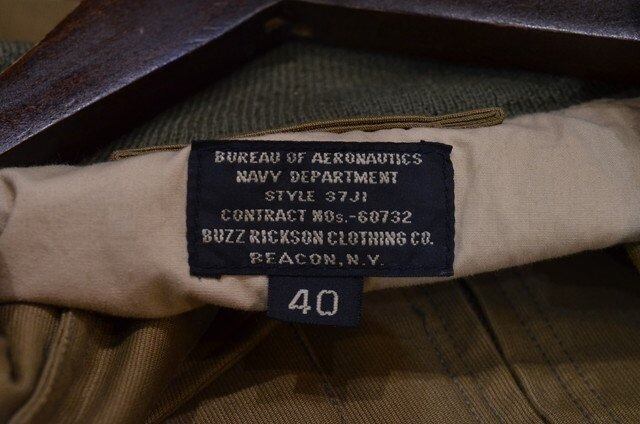 BUREAU OF AERONAUTICS
NAVY DEPARTMENT
STYLE 37J1
CONTRACT NOs.-60732
BUZZ RICKSON CLOTHING CO.
BEACON, N.Y.
40